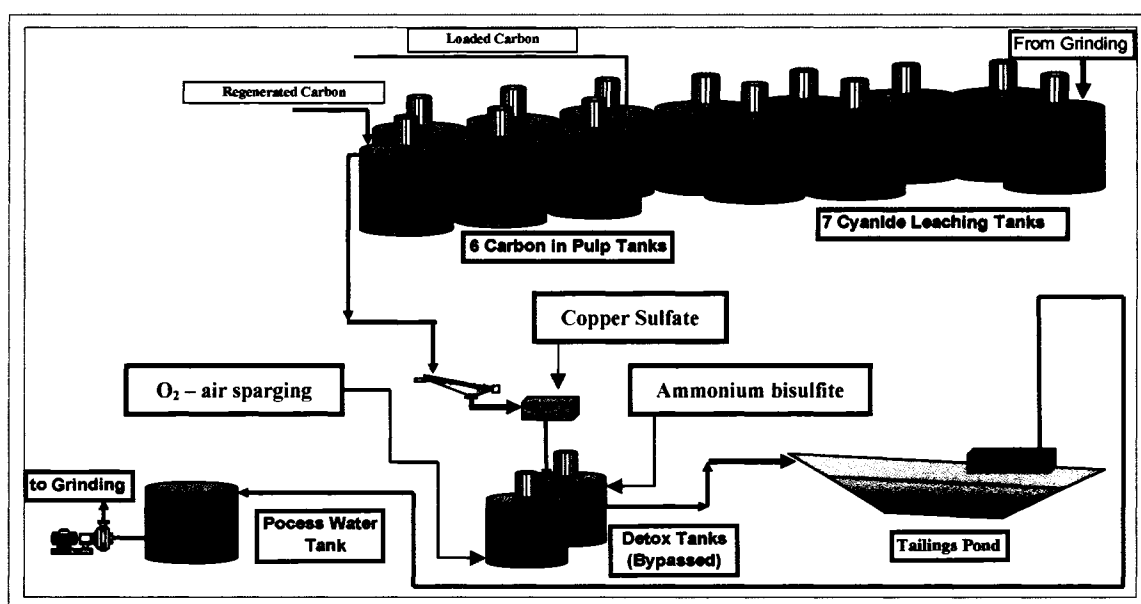 Loaded Carbon
From Grinding
Regenerated Carbon
7 Cyanide Leaching Tanks
6 Carbon in Pulp Tanks
Copper Sulfate
O₂ – air sparging
Ammonium bisulfite
to Grinding
Pocess Water
Tank
Detox Tanks
(Bypassed)
Tailings Pond